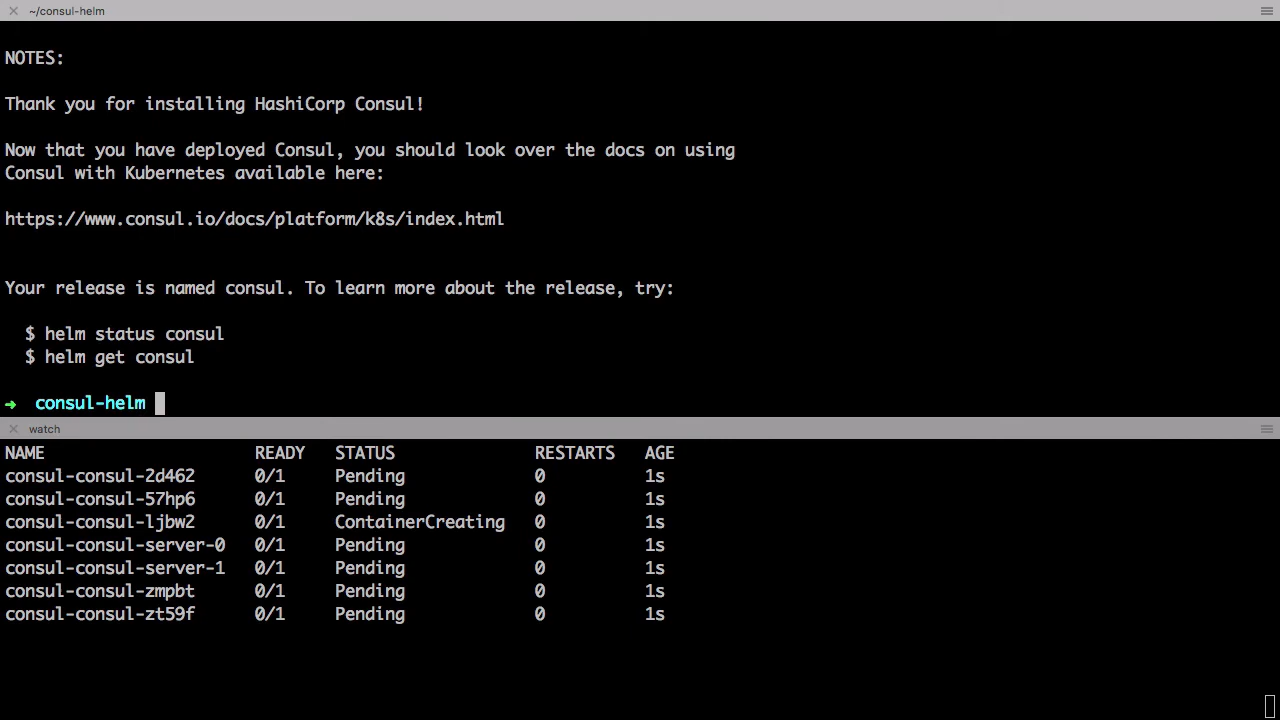 ~/consul-helm
NOTES:
Thank you for installing HashiCorp Consul!
Now that you have deployed Consul, you should look over the docs on using
Consul with Kubernetes available here:
https://www.consul.io/docs/platform/k8s/index.html
Your release is named consul. To learn more about the release, try:
$ helm status consul
$ helm get consul
➜ consul-helm
watch
NAME READY STATUS RESTARTS AGE
consul-consul-2d462 0/1 Pending 0 1s
consul-consul-57hp6 0/1 Pending 0 1s
consul-consul-ljbw2 0/1 ContainerCreating 0 1s
consul-consul-server-0 0/1 Pending 0 1s
consul-consul-server-1 0/1 Pending 0 1s
consul-consul-zmpbt 0/1 Pending 0 1s
consul-consul-zt59f 0/1 Pending 0 1s